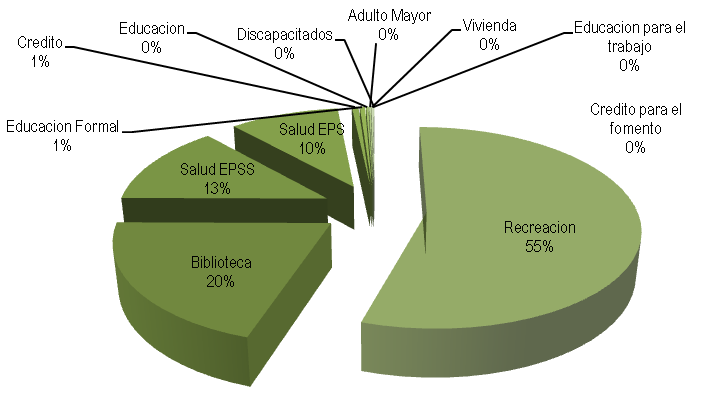 Adulto Mayor
0%
Educacion
0%
Discapacitados
0%
Vivienda
0%
Educacion para el
trabajo
0%
Credito
1%
Credito para el
fomento
0%
Educacion Formal
1%
Salud EPS
10%
Salud EPSS
13%
Recreacion
55%
Biblioteca
20%